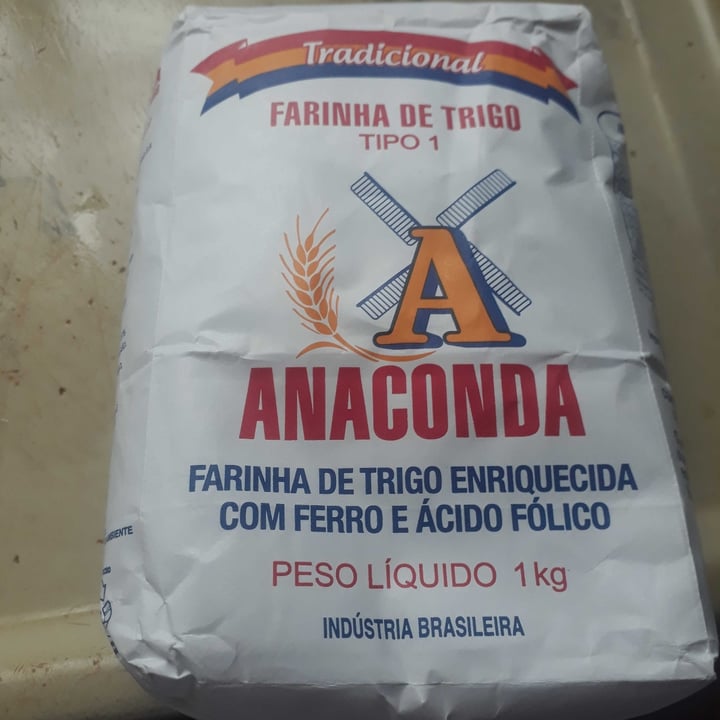 Tradicional
FARINHA DE TRIGO
TIPO 1
A
ANACONDA
FARINHA DE TRIGO ENRIQUECIDA
COM FERRO E ÁCIDO FÓLICO
PESO LÍQUIDO 1kg
INDÚSTRIA BRASILEIRA